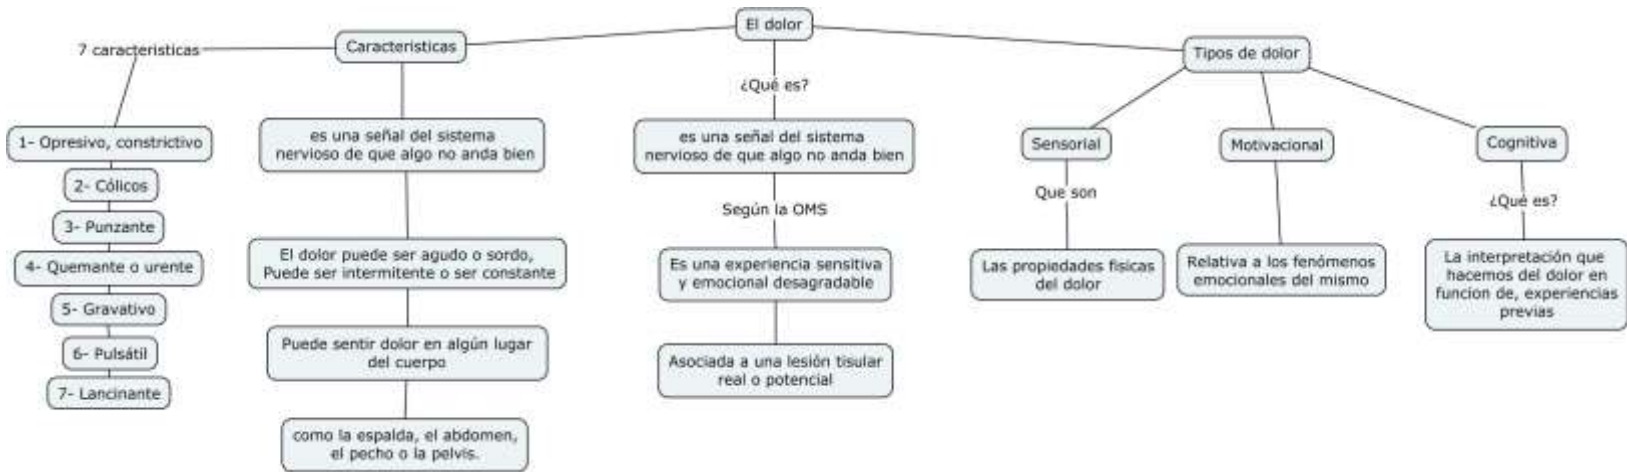 El dolor
7 caracteristicas
Caracteristicas
Tipos de dolor
¿Qué es?
1- Opresivo, constrictivo
2- Cólicos
3- Punzante
4- Quemante o urente
5- Gravativo
6- Pulsátil
7- Lancinante
es una señal del sistema
nervioso de que algo no anda bien
El dolor puede ser agudo o sordo,
Puede ser intermitente o ser constante
Puede sentir dolor en algún lugar
del cuerpo
como la espalda, el abdomen,
el pecho o la pelvis.
es una señal del sistema
nervioso de que algo no anda bien
Según la OMS
Es una experiencia sensitiva
y emocional desagradable
Asociada a una lesión tisular
real o potencial
Sensorial
Que son
Las propiedades fisicas
del dolor
Motivacional
Relativa a los fenómenos
emocionales del mismo
Cognitiva
¿Qué es?
La interpretación que
hacemos del dolor en
funcion de, experiencias
previas